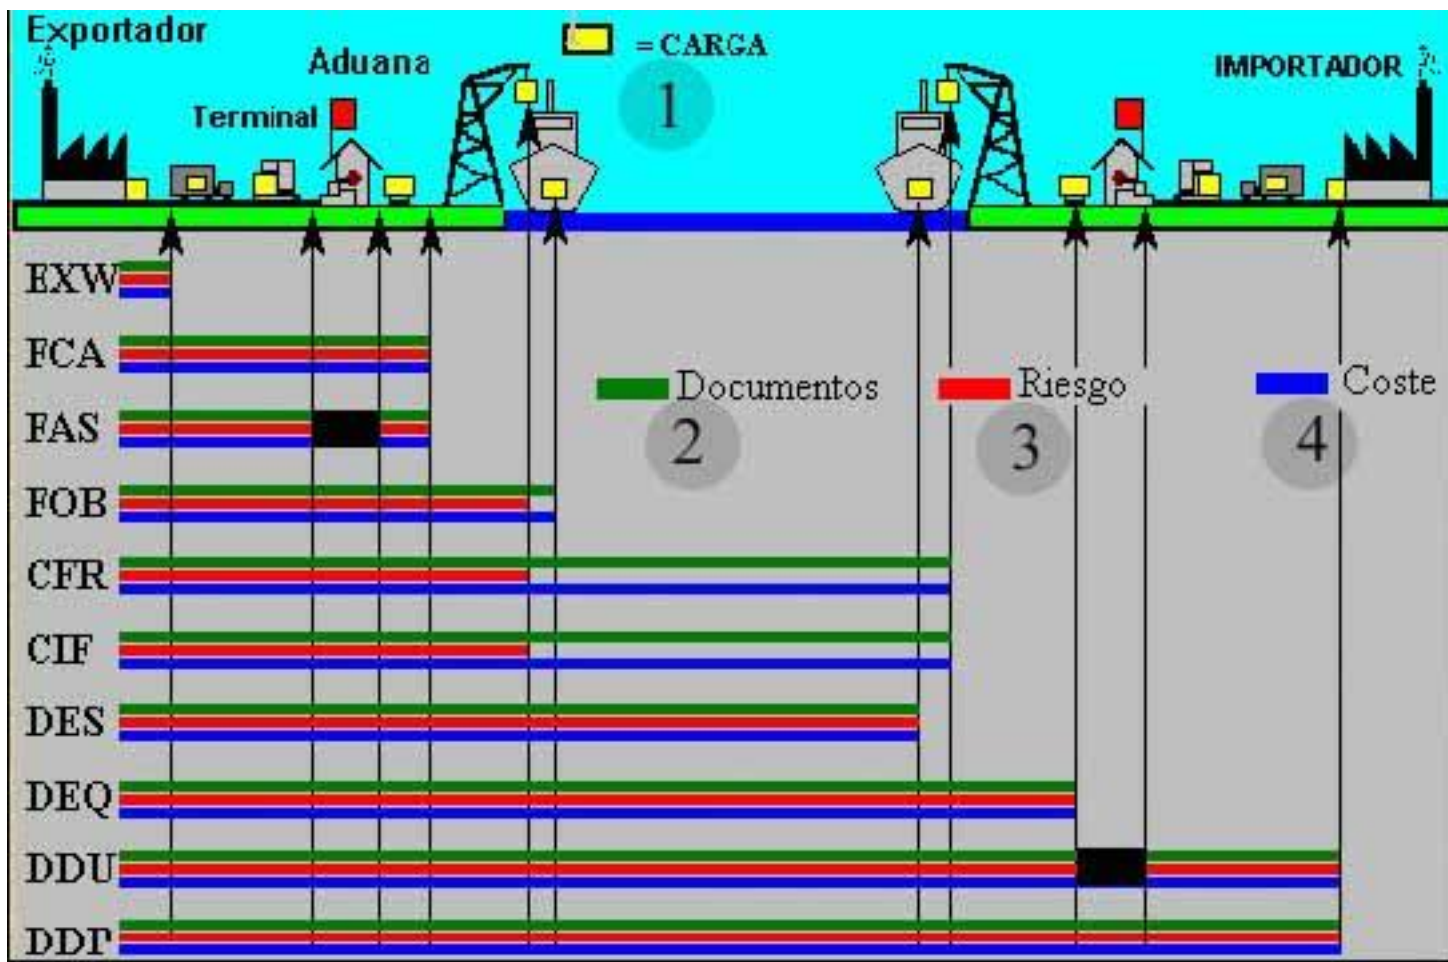 Exportador
= CARGA
IMPORTADOR
Aduana
1
Terminal
EXW
FCA
Documentos
Riesgo
Coste
FAS
2
3
4
FOB
CFR
CIF
DES
DEQ
DDU
DDP